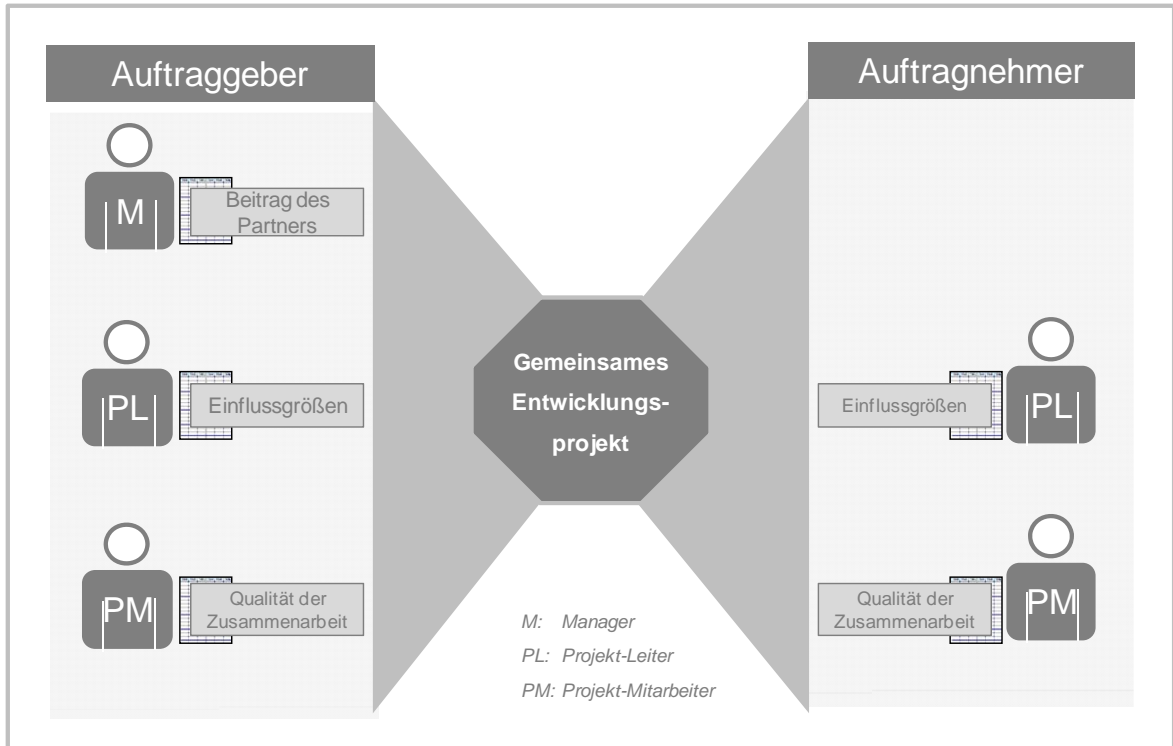 Auftraggeber
Auftragnehmer
M
Beitrag des
Partners
PL
Einflussgrößen
PM
Qualität der
Zusammenarbeit
Gemeinsames
Entwicklungs-
projekt
Einflussgrößen
PL
Qualität der
Zusammenarbeit
PM
M: Manager
PL: Projekt-Leiter
PM: Projekt-Mitarbeiter